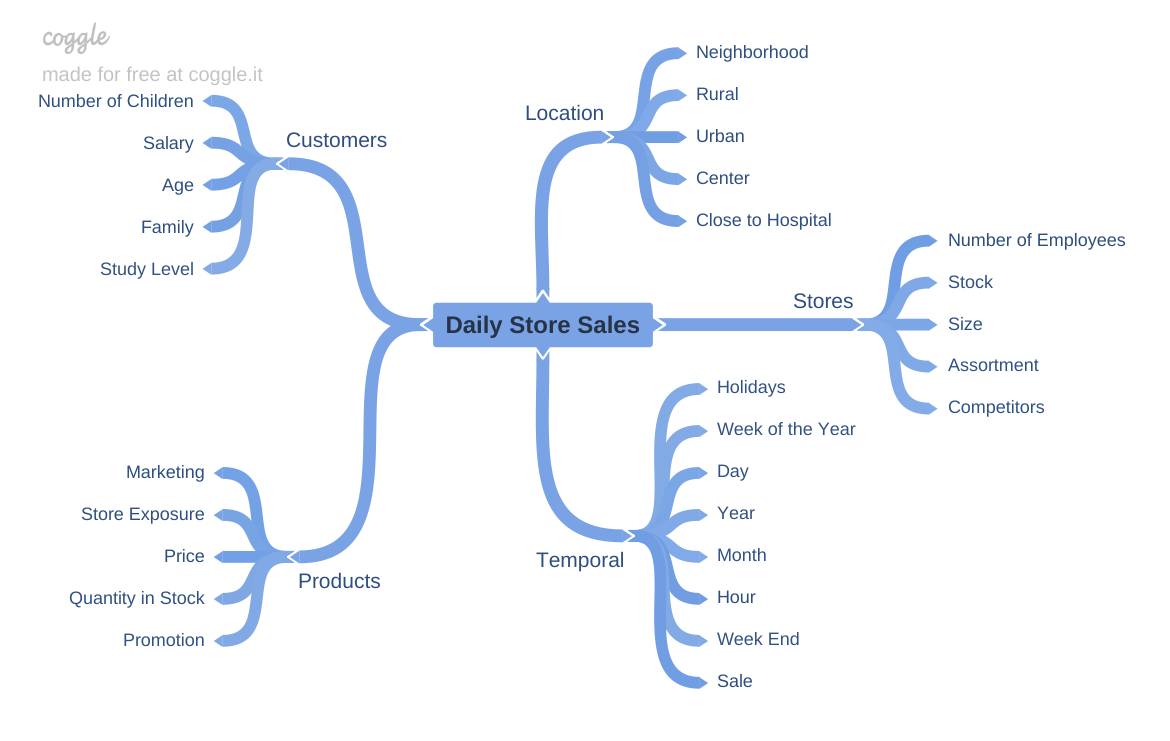 coggle
made for free at coggle.it
Customers
Number of Children
Salary
Age
Family
Study Level
Location
Neighborhood
Rural
Urban
Center
Close to Hospital
Daily Store Sales
Stores
Number of Employees
Stock
Size
Assortment
Competitors
Products
Marketing
Store Exposure
Price
Quantity in Stock
Promotion
Temporal
Holidays
Week of the Year
Day
Year
Month
Hour
Week End
Sale